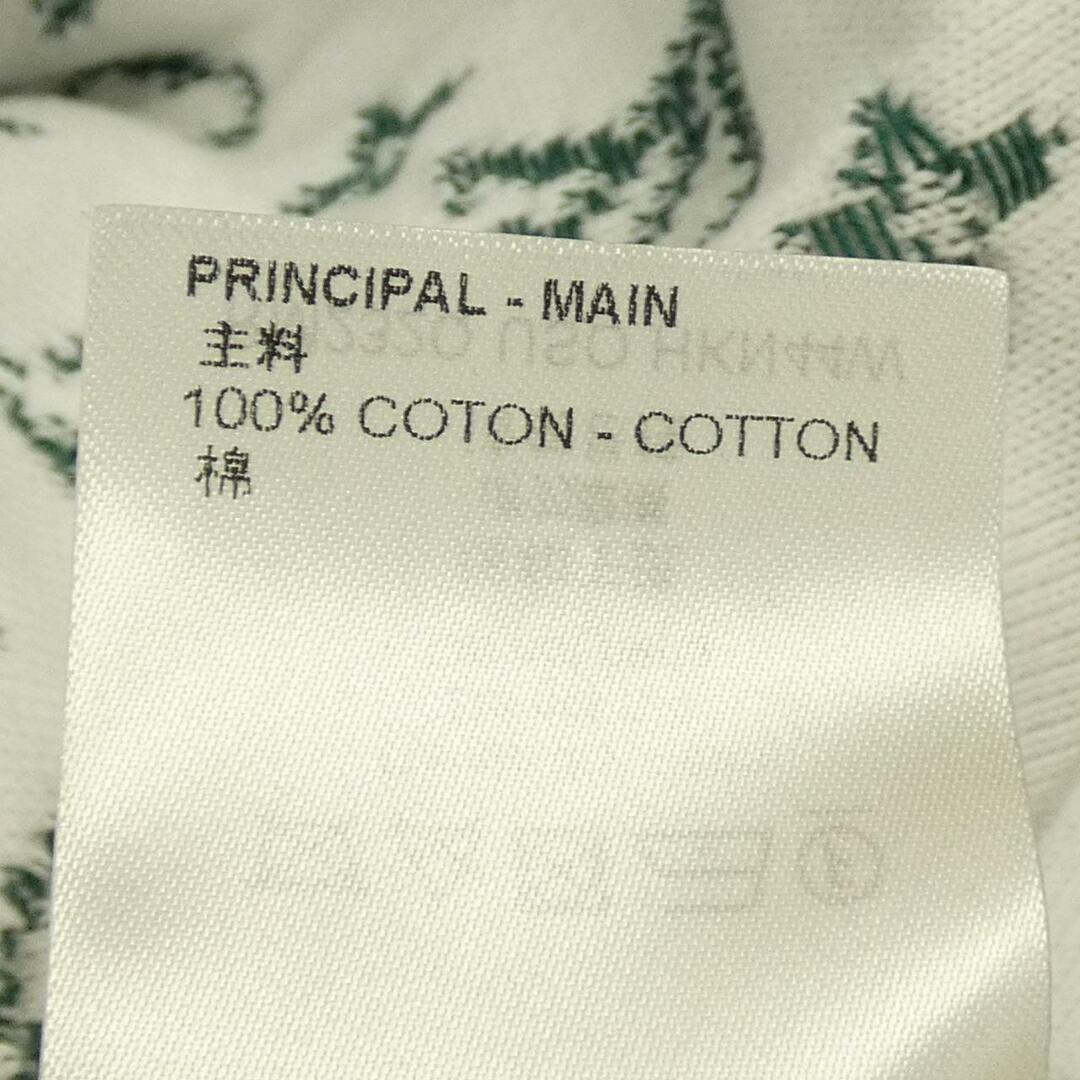 PRINCIPAL - MAIN
主料
100% COTON - COTTON
棉